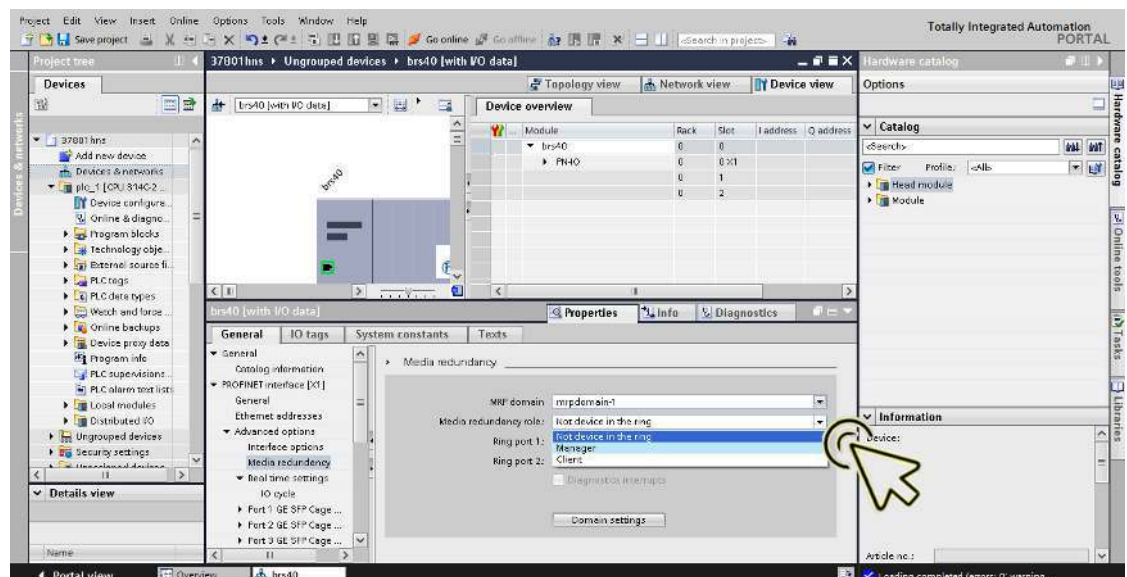 Project Edit View Insert Online Options Tools Window Help
Totally Integrated Automation
PORTAL
Save project
Go online
Go offline
<Search in project>
Project tree
37801hns ▸ Ungrouped devices ▸ brs40 [with I/O data]
Hardware catalog
Devices
Topology view
Network view
Device view
Options
brs40 [with I/O data]
Device overview
Module
Rack
Slot
I address
Q address
brs40 0 0
PN-IO 0 0 X1
0 1
0 2
brs40
Catalog
<Search>
Filter
Profile:
<All>
Head module
Module
37801hns
Add new device
Devices & networks
plc_1 [CPU 314C-2 ...
Device configura...
Online & diagno...
Program blocks
Technology obje...
External source fi...
PLC tags
PLC data types
Watch and force ...
Online backups
Device proxy data
Program info
PLC supervisions...
PLC alarm text lists
Local modules
Distributed I/O
Ungrouped devices
Security settings
Details view
Name
brs40 [with I/O data]
Properties
Info
Diagnostics
General
IO tags
System constants
Texts
General
Catalog information
PROFINET interface [X1]
General
Ethernet addresses
Advanced options
Interface options
Media redundancy
Real time settings
IO cycle
Port 1 GE SFP Cage ...
Port 2 GE SFP Cage ...
Port 3 GE SFP Cage ...
Media redundancy
MRP domain
mrpdomain-1
Media redundancy role:
Not device in the ring
Ring port 1:
Not device in the ring
Manager
Ring port 2:
Client
Diagnostics interrupts
Domain settings
Information
Device:
Article no.:
Devices & networks
Hardware catalog
Online tools
Tasks
Libraries
Portal view
Overview
brs40
Loading completed (errors: 0; warning